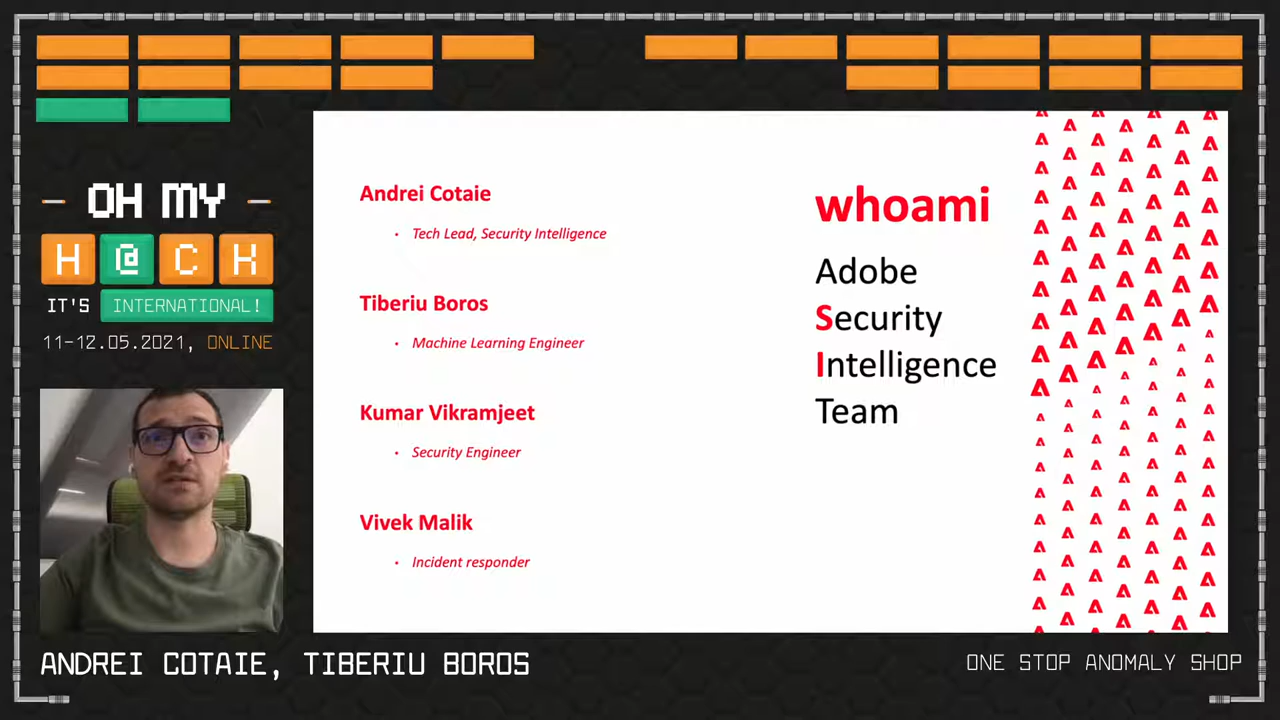 OH MY
H@CK
IT'S INTERNATIONAL!
11-12.05.2021, ONLINE
Andrei Cotaie
• Tech Lead, Security Intelligence
Tiberiu Boros
• Machine Learning Engineer
Kumar Vikramjeet
• Security Engineer
Vivek Malik
• Incident responder
whoami
Adobe
Security
Intelligence
Team
ANDREI COTAIE, TIBERIU BOROS
ONE STOP ANOMALY SHOP